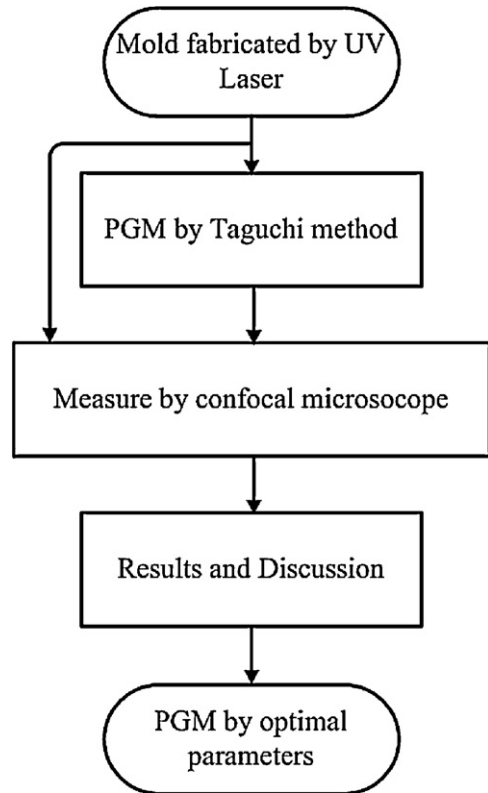 Mold fabricated by UV
Laser
PGM by Taguchi method
Measure by confocal microsocope
Results and Discussion
PGM by optimal
parameters